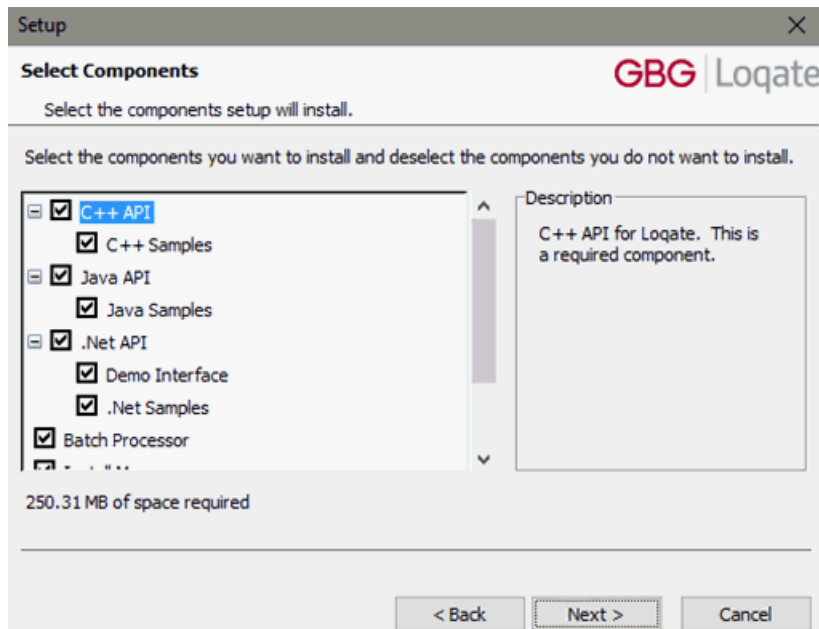 Setup
Select Components
Select the components setup will install.
GBG | Loqate
Select the components you want to install and deselect the components you do not want to install.
C++ API
C++ Samples
Java API
Java Samples
.Net API
Demo Interface
.Net Samples
Batch Processor
Description
C++ API for Loqate. This is
a required component.
250.31 MB of space required
< Back
Next >
Cancel